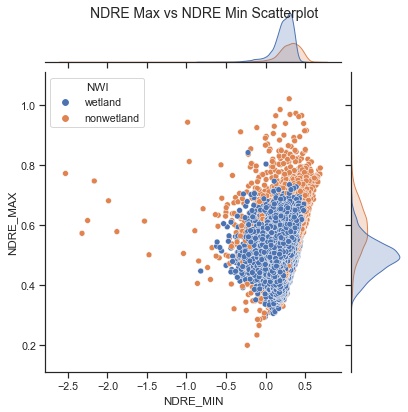 NDRE Max vs NDRE Min Scatterplot
NWI
wetland
nonwetland
1.0
0.8
0.6
0.4
0.2
NDRE_MAX
−2.5 −2.0 −1.5 −1.0 −0.5 0.0 0.5
NDRE_MIN